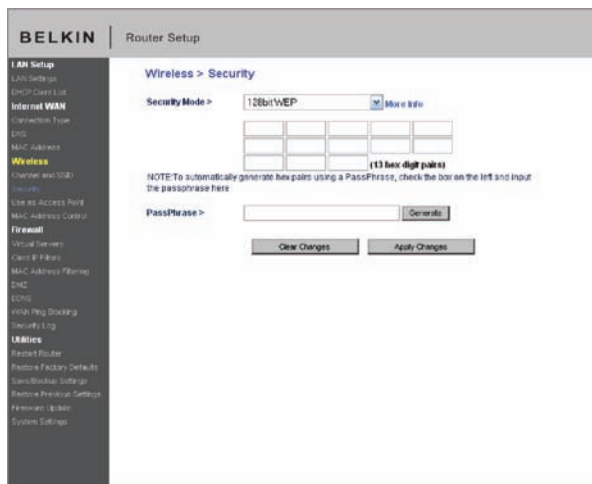 BELKIN
Router Setup
LAN Setup
LAN Settings
DHCP Client List
Internet WAN
Connection Type
DNS
MAC Address
Wireless
Channel and SSID
Security
Use as Access Point
MAC Address Control
Firewall
Virtual Servers
Client IP Filters
MAC Address Filtering
DMZ
DDNS
WAN Ping Blocking
Security Log
Utilities
Restart Router
Restore Factory Defaults
Save/Backup Settings
Restore Previous Settings
Firmware Update
System Settings
Wireless > Security
Security Mode > 128bit WEP More Info
(13 hex digit pairs)
NOTE:To automatically generate hex pairs using a PassPhrase, check the box on the left and input
the passphrase here
PassPhrase > Generate
Clear Changes Apply Changes